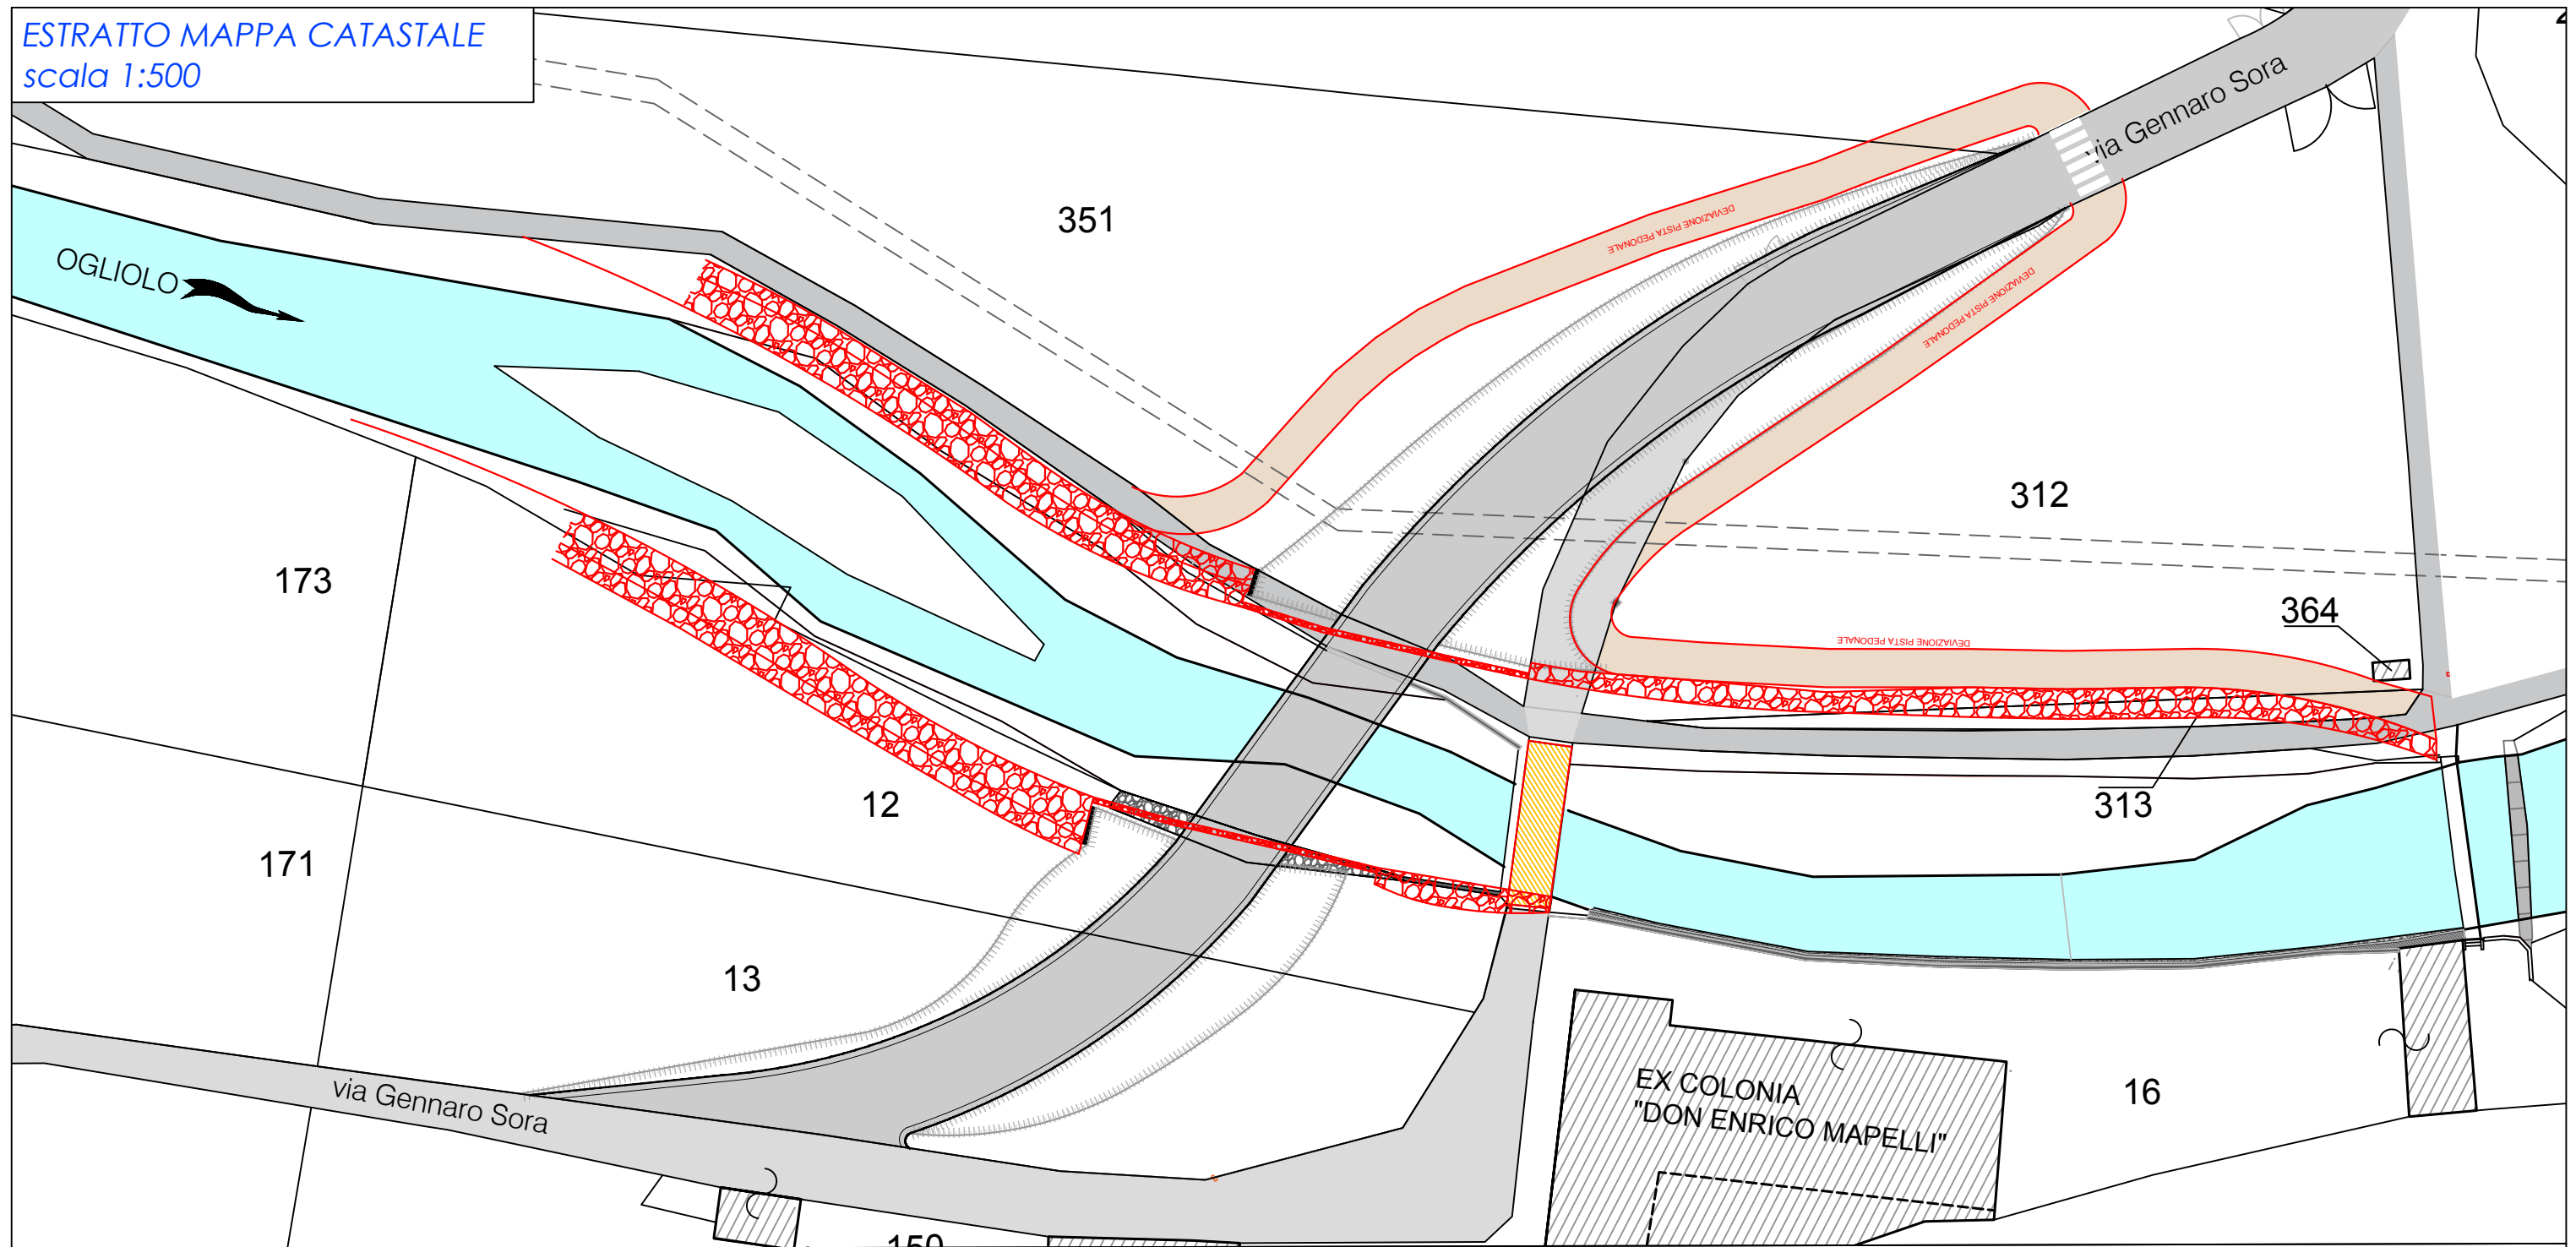 ESTRATTO MAPPA CATASTALE
scala 1:500
via Gennaro Sora
OGLIOLO
351
DEVIAZIONE PISTA PEDONALE
DEVIAZIONE PISTA PEDONALE
312
173
364
DEVIAZIONE PISTA PEDONALE
12
313
171
13
EX COLONIA
"DON ENRICO MAPELLI"
16
via Gennaro Sora
150